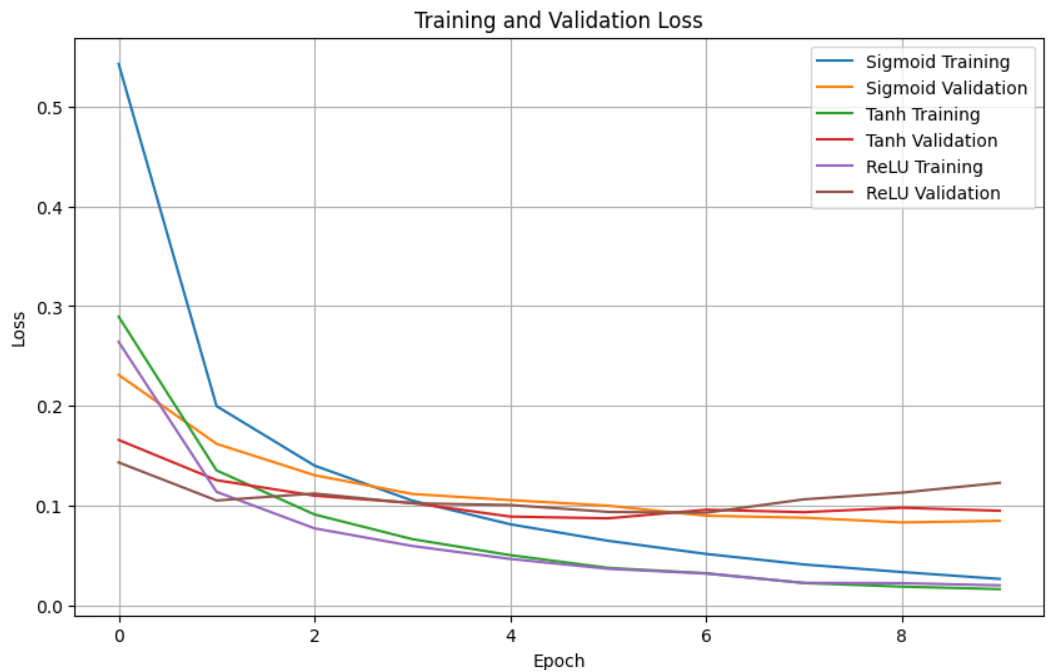 Training and Validation Loss
Sigmoid Training
Sigmoid Validation
Tanh Training
Tanh Validation
ReLU Training
ReLU Validation
Loss
0.5
0.4
0.3
0.2
0.1
0.0
0 2 4 6 8
Epoch